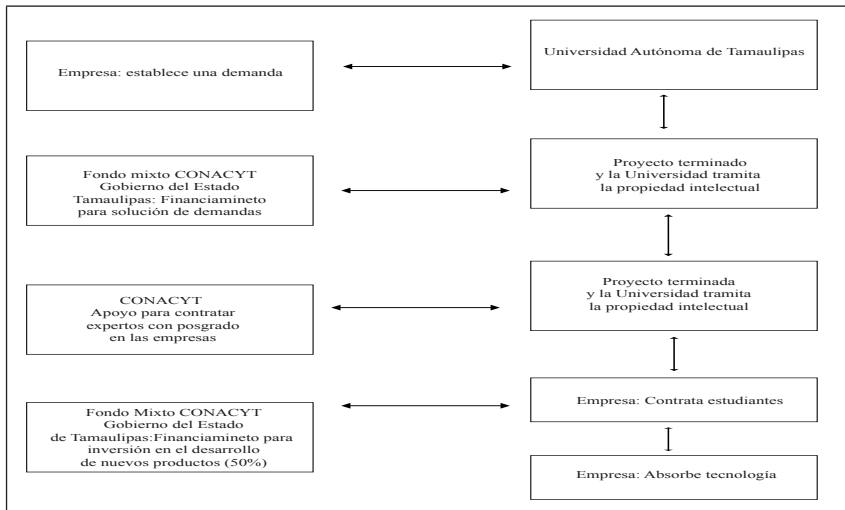 Empresa: establece una demanda
Universidad Autónoma de Tamaulipas
Fondo mixto CONACYT
Gobierno del Estado
Tamaulipas: Financiamineto
para solución de demandas
Proyecto terminado
y la Universidad tramita
la propiedad intelectual
CONACYT
Apoyo para contratar
expertos con posgrado
en las empresas
Proyecto terminada
y la Universidad tramita
la propiedad intelectual
Fondo Mixto CONACYT
Gobierno del Estado
de Tamaulipas:Financiamineto para
inversión en el desarrollo
de nuevos productos (50%)
Empresa: Contrata estudiantes
Empresa: Absorbe tecnología